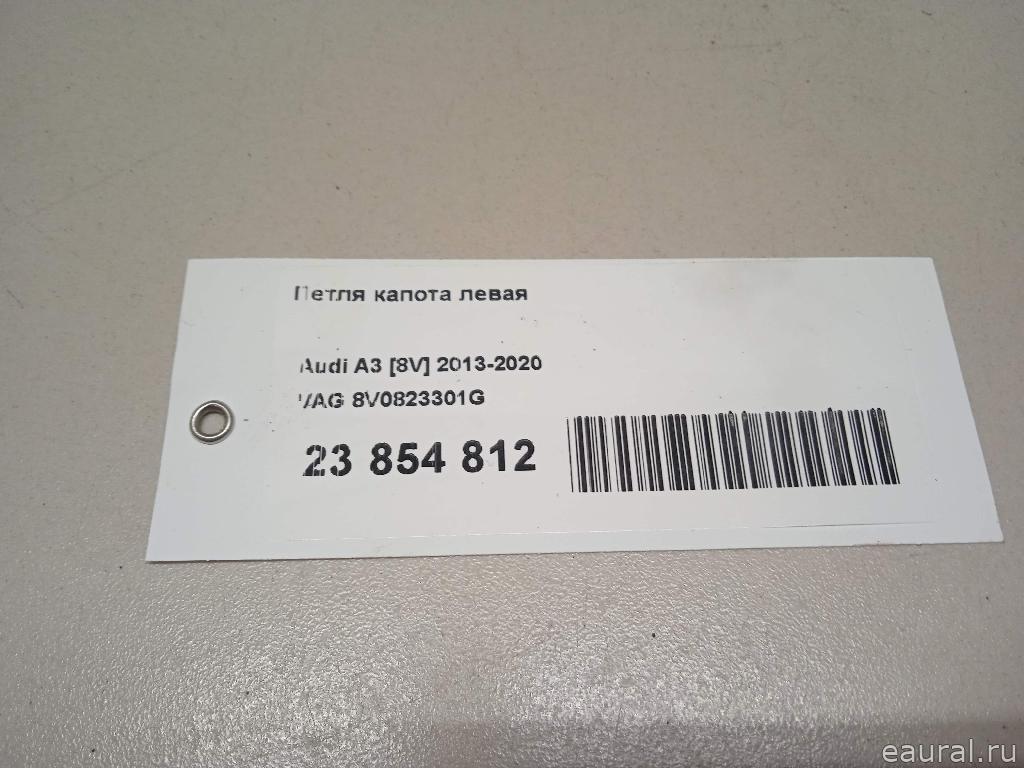 Петля капота левая
Audi A3 [8V] 2013-2020
VAG 8V0823301G
23 854 812
eaural.ru